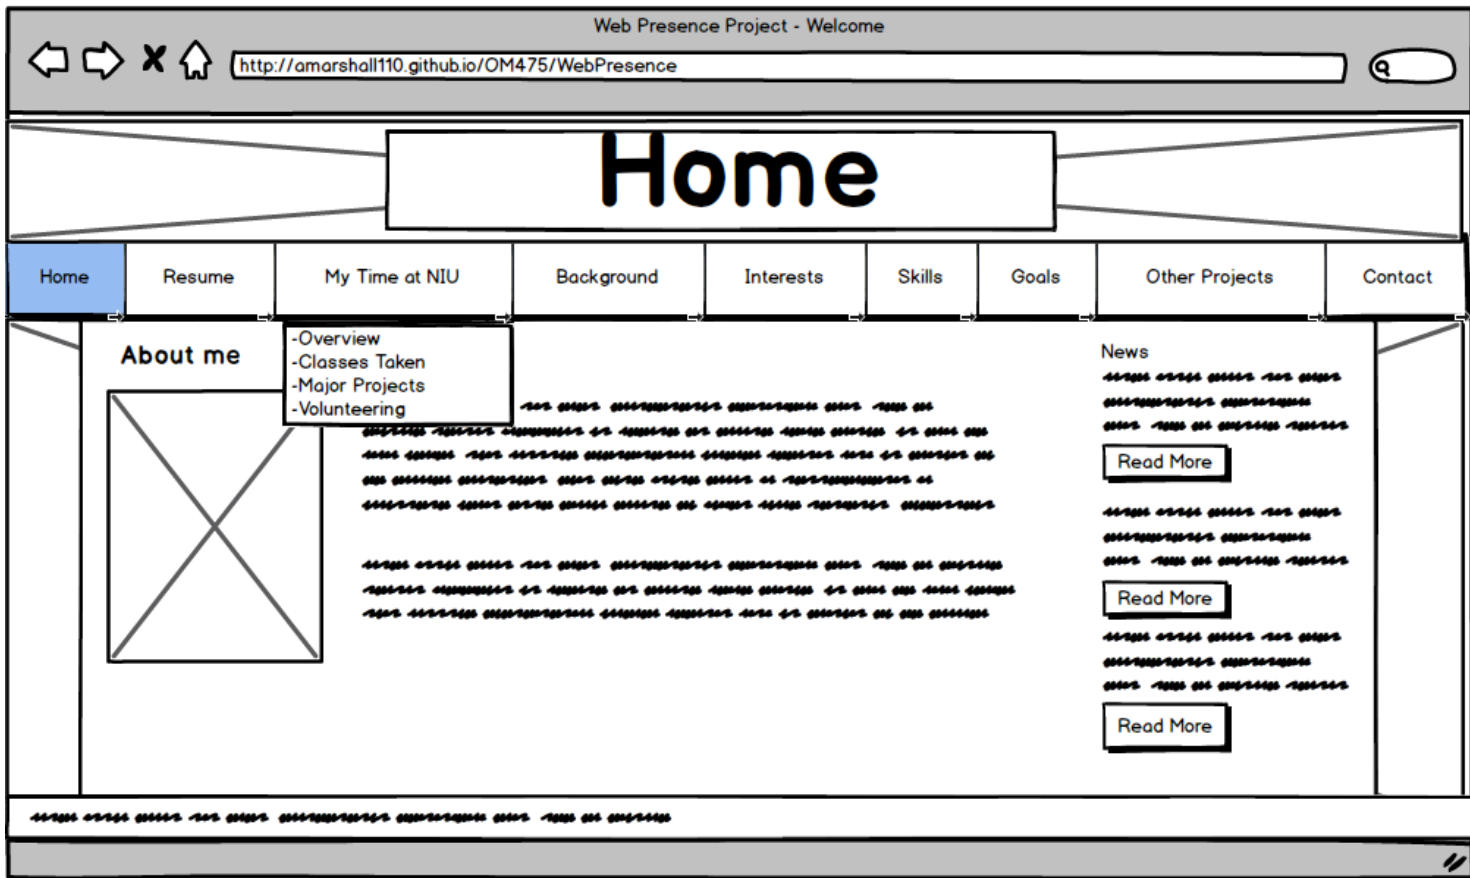 Web Presence Project - Welcome
http://amarshall110.github.io/OM475/WebPresence
Home
Home
Resume
My Time at NIU
Background
Interests
Skills
Goals
Other Projects
Contact
-Overview
-Classes Taken
-Major Projects
-Volunteering
About me
News
Read More
Read More
Read More